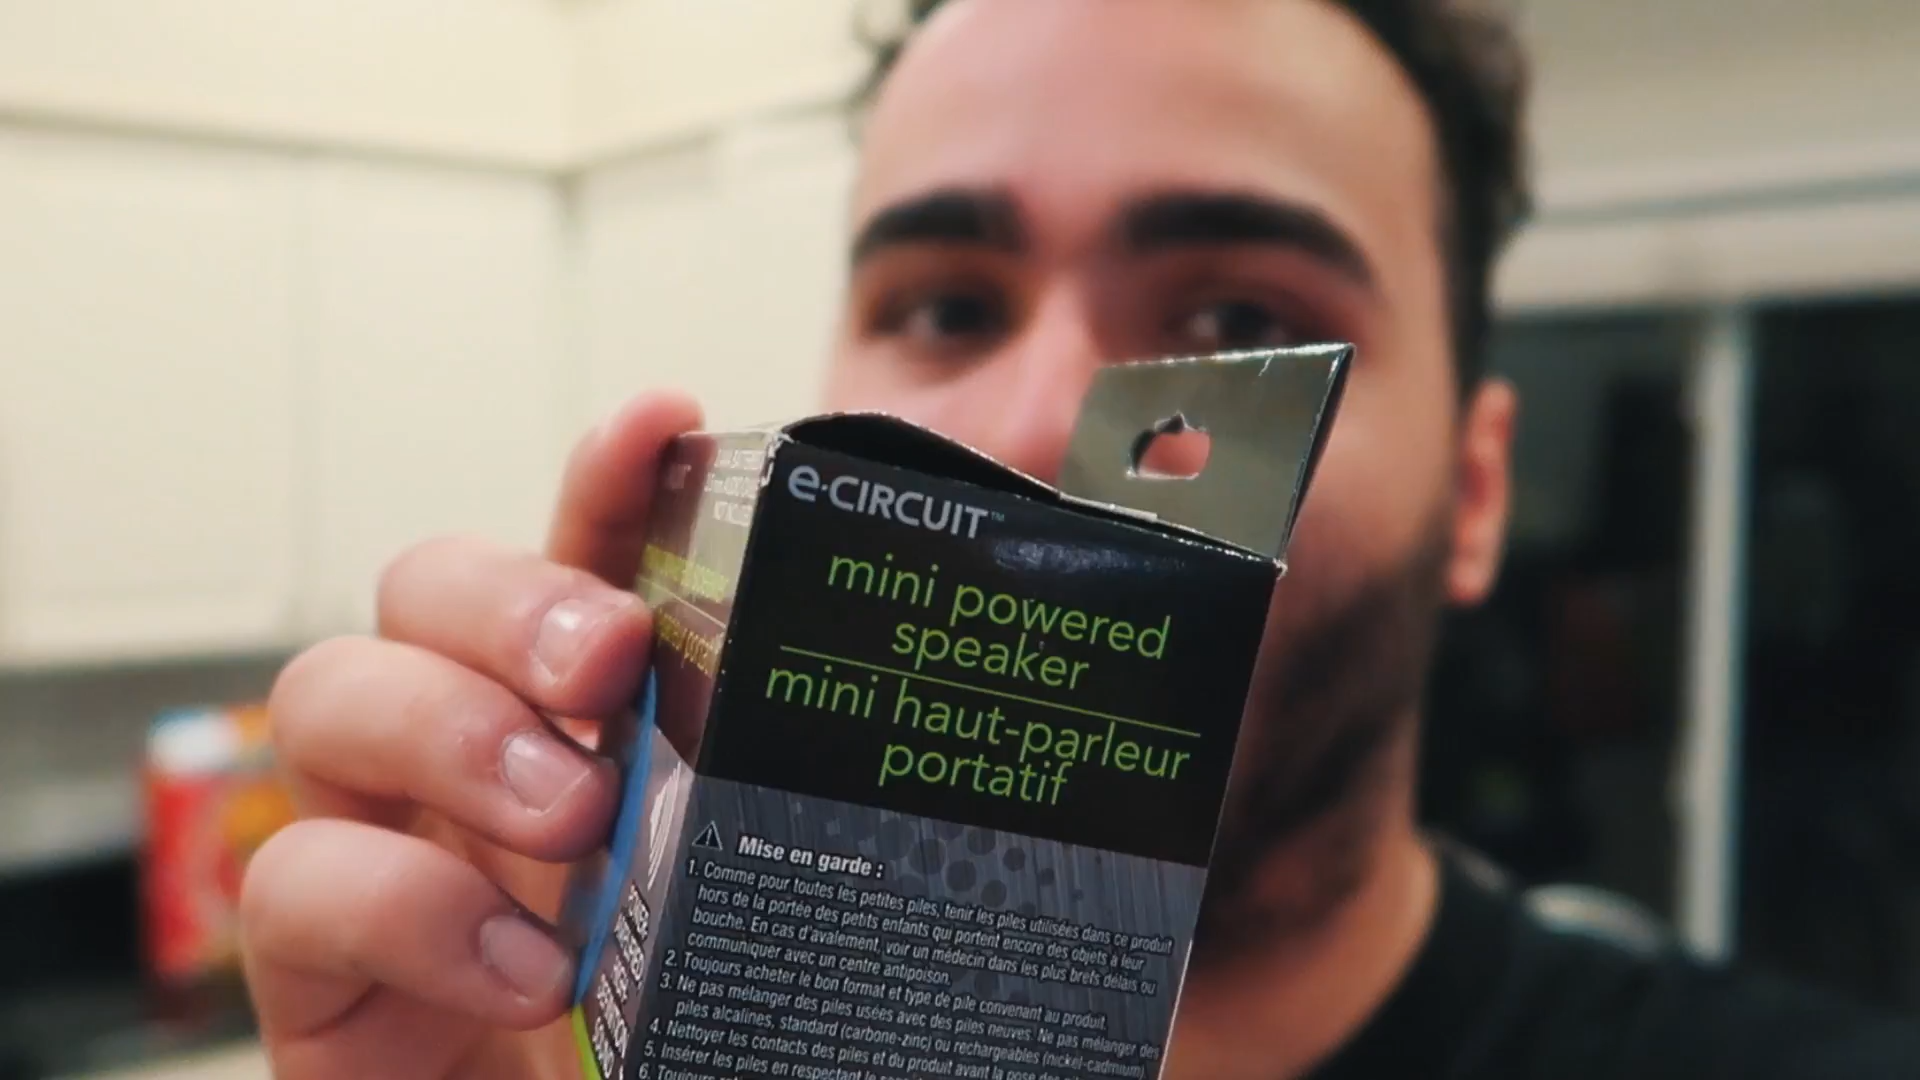 e·CIRCUIT™
mini powered
speaker
mini haut-parleur
portatif
Mise en garde :
1. Comme pour toutes les petites piles, tenir les piles utilisées dans ce produit
hors de la portée des petits enfants qui portent encore des objets à leur
bouche. En cas d'avalement, voir un médecin dans les plus brefs délais ou
communiquer avec un centre antipoison.
2. Toujours acheter le bon format et type de pile convenant au produit.
3. Ne pas mélanger des piles usées avec des piles neuves. Ne pas mélanger des
piles alcalines, standard (carbone-zinc) ou rechargeables (nickel-cadmium)
4. Nettoyer les contacts des piles et du produit avant la pose des
5. Insérer les piles en respectant le
6. Toujours
NOT INCLUDED